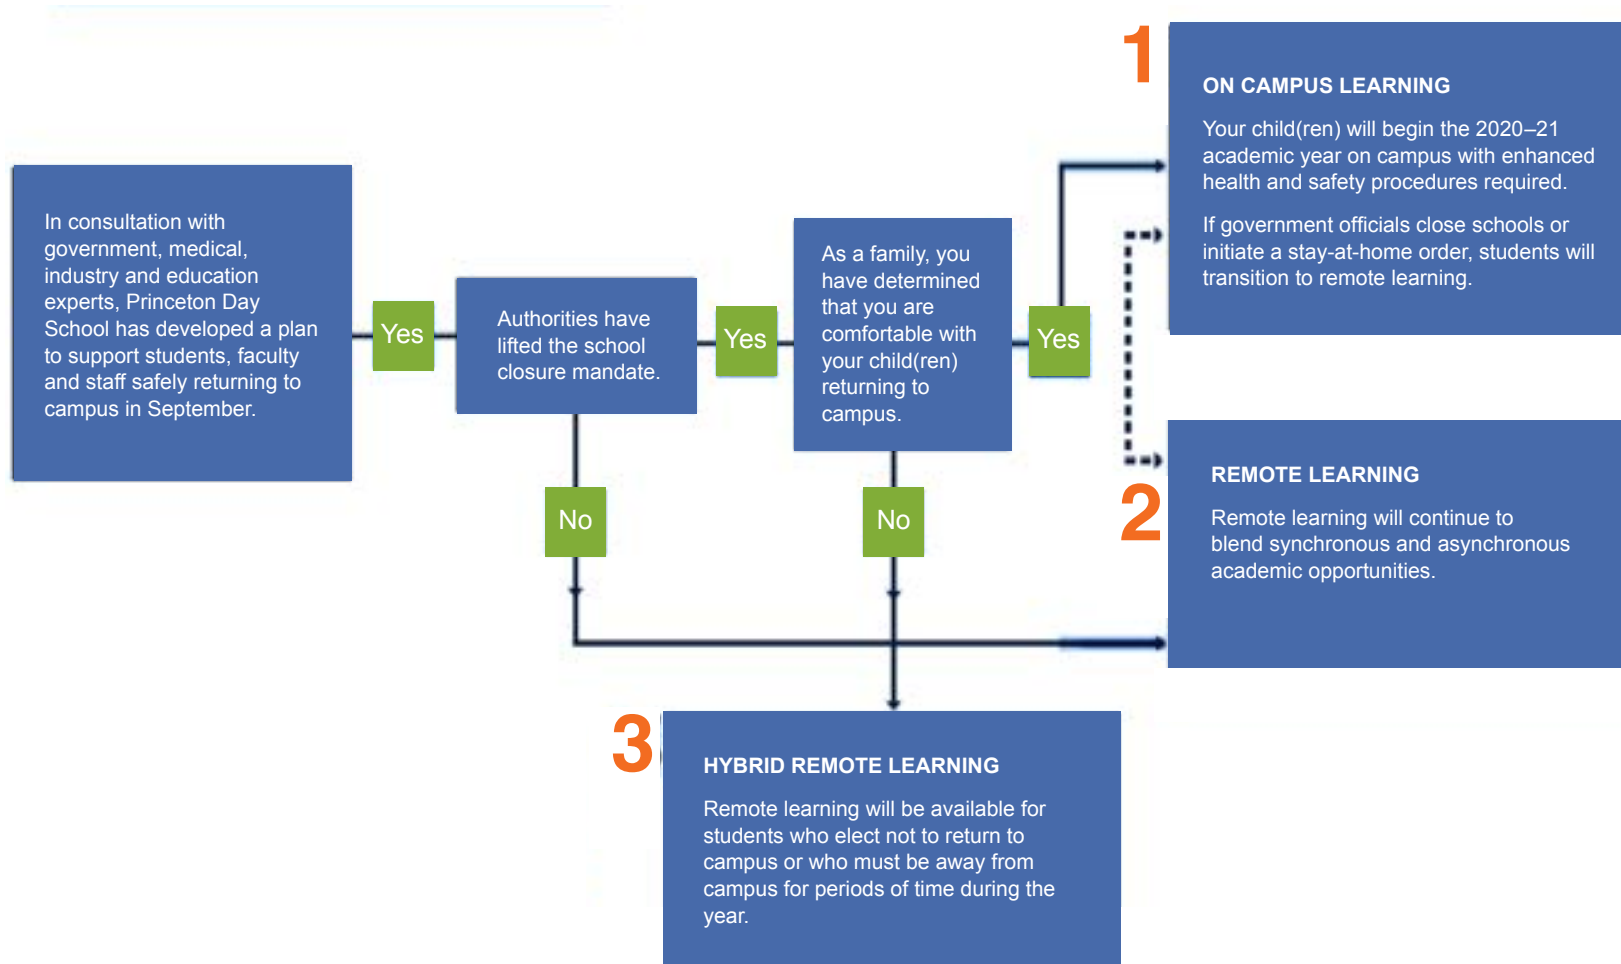 In consultation with
government, medical,
industry and education
experts, Princeton Day
School has developed a plan
to support students, faculty
and staff safely returning to
campus in September.
Yes
Authorities have
lifted the school
closure mandate.
Yes
As a family, you
have determined
that you are
comfortable with
your child(ren)
returning to
campus.
Yes
No
No
1
ON CAMPUS LEARNING
Your child(ren) will begin the 2020–21
academic year on campus with enhanced
health and safety procedures required.
If government officials close schools or
initiate a stay-at-home order, students will
transition to remote learning.
2
REMOTE LEARNING
Remote learning will continue to
blend synchronous and asynchronous
academic opportunities.
3
HYBRID REMOTE LEARNING
Remote learning will be available for
students who elect not to return to
campus or who must be away from
campus for periods of time during the
year.